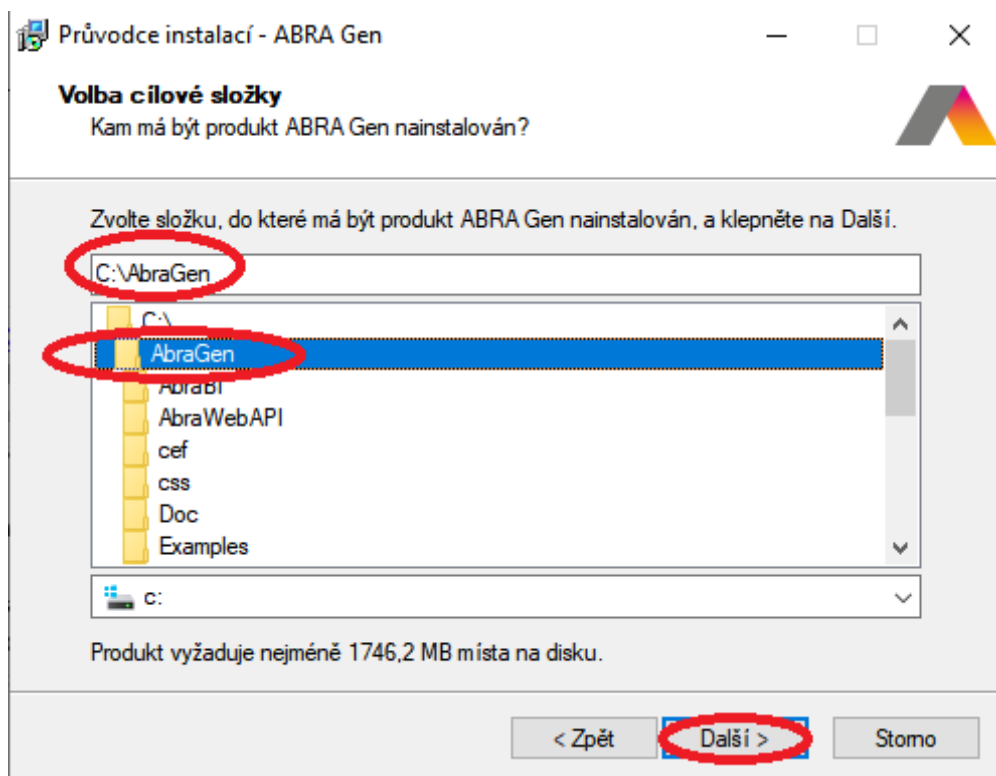 Průvodce instalací - ABRA Gen
Volba cílové složky
Kam má být produkt ABRA Gen nainstalován?
Zvolte složku, do které má být produkt ABRA Gen nainstalován, a klepněte na Další.
C:\AbraGen
C:\
AbraGen
AbraBI
AbraWebAPI
cef
css
Doc
Examples
c:
Produkt vyžaduje nejméně 1746,2 MB místa na disku.
< Zpět Další > Storno